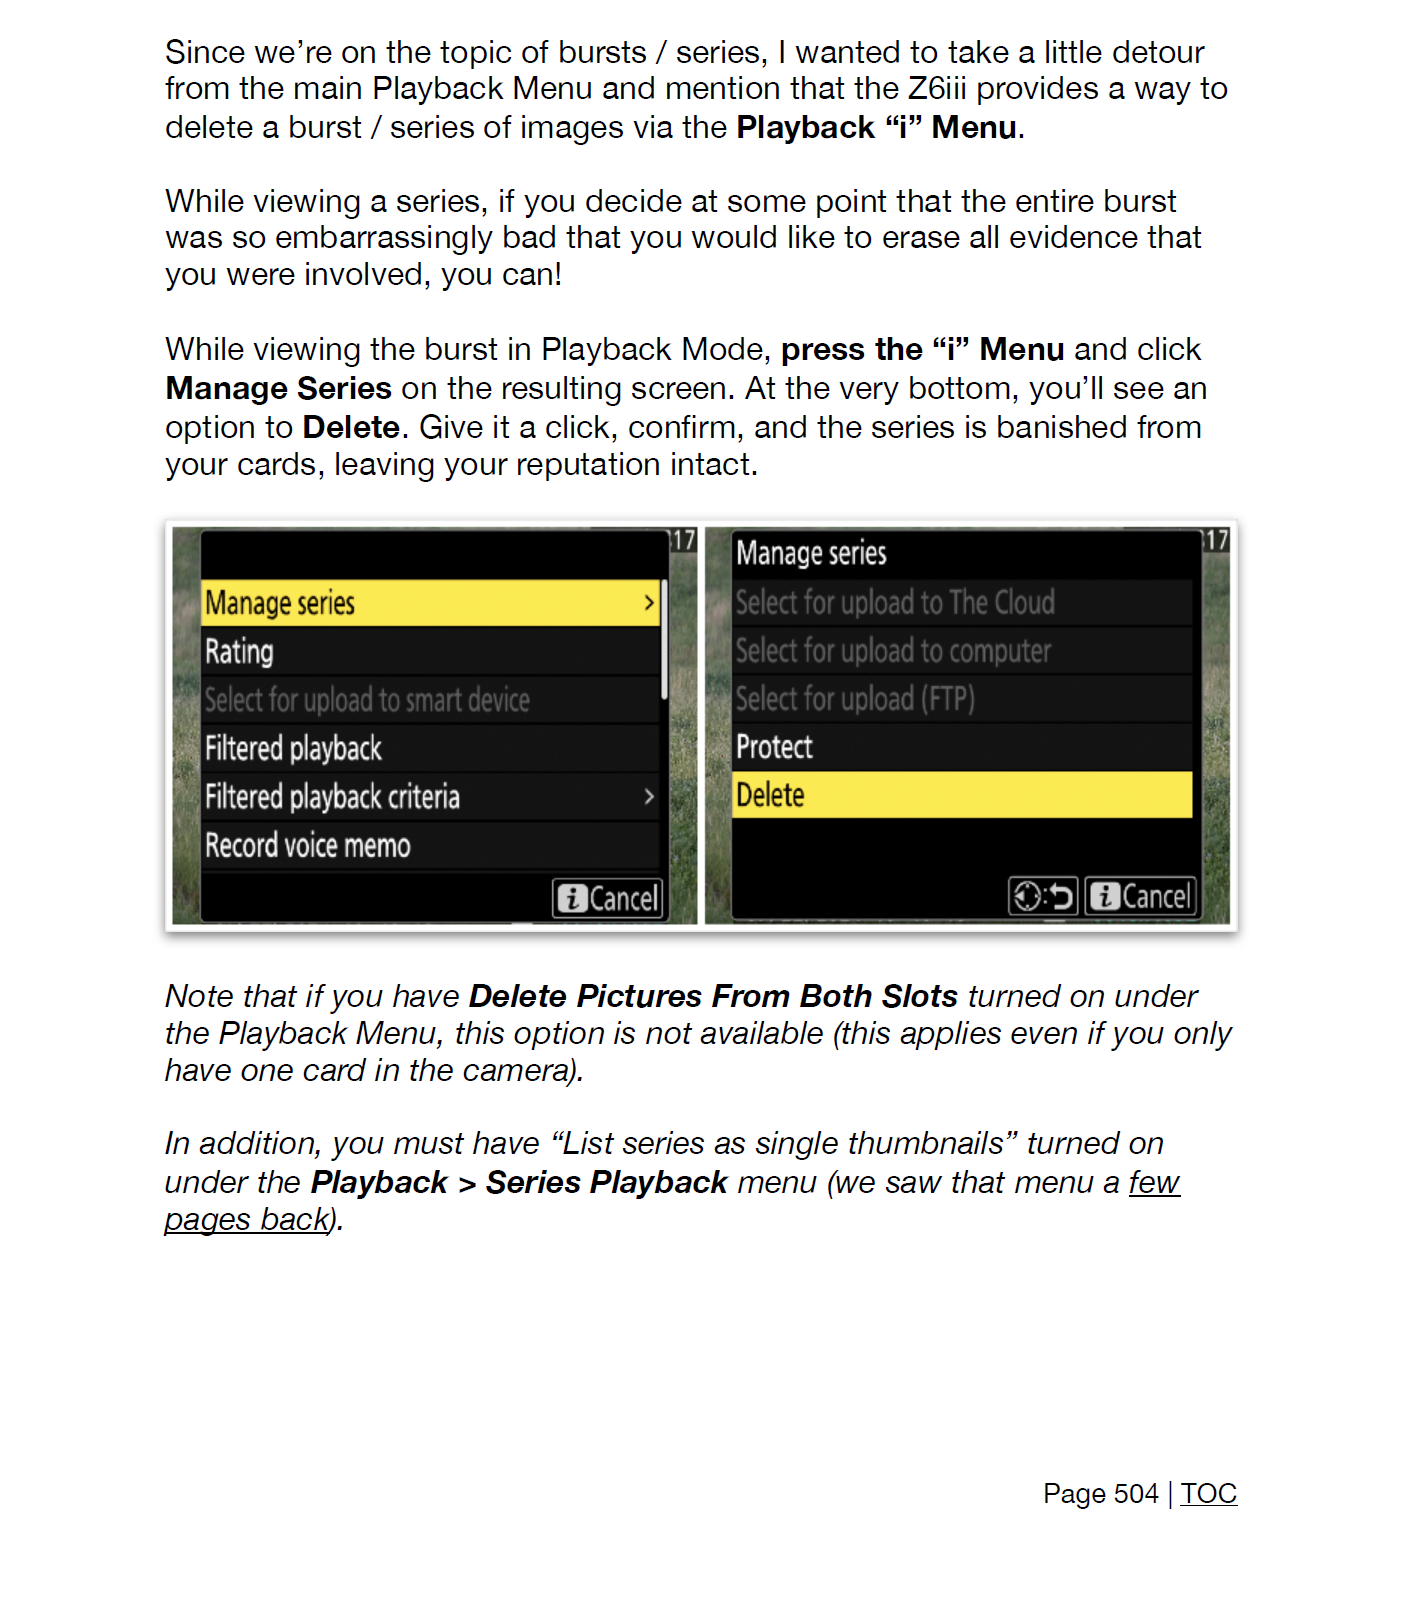 Since we’re on the topic of bursts / series, I wanted to take a little detour
from the main Playback Menu and mention that the Z6iii provides a way to
delete a burst / series of images via the Playback “i” Menu.
While viewing a series, if you decide at some point that the entire burst
was so embarrassingly bad that you would like to erase all evidence that
you were involved, you can!
While viewing the burst in Playback Mode, press the “i” Menu and click
Manage Series on the resulting screen. At the very bottom, you’ll see an
option to Delete. Give it a click, confirm, and the series is banished from
your cards, leaving your reputation intact.
17
Manage series
Rating
Select for upload to smart device
Filtered playback
Filtered playback criteria
Record voice memo
i Cancel
17
Manage series
Select for upload to The Cloud
Select for upload to computer
Select for upload (FTP)
Protect
Delete
: i Cancel
Note that if you have Delete Pictures From Both Slots turned on under
the Playback Menu, this option is not available (this applies even if you only
have one card in the camera).
In addition, you must have “List series as single thumbnails” turned on
under the Playback > Series Playback menu (we saw that menu a few
pages back).
Page 504 | TOC